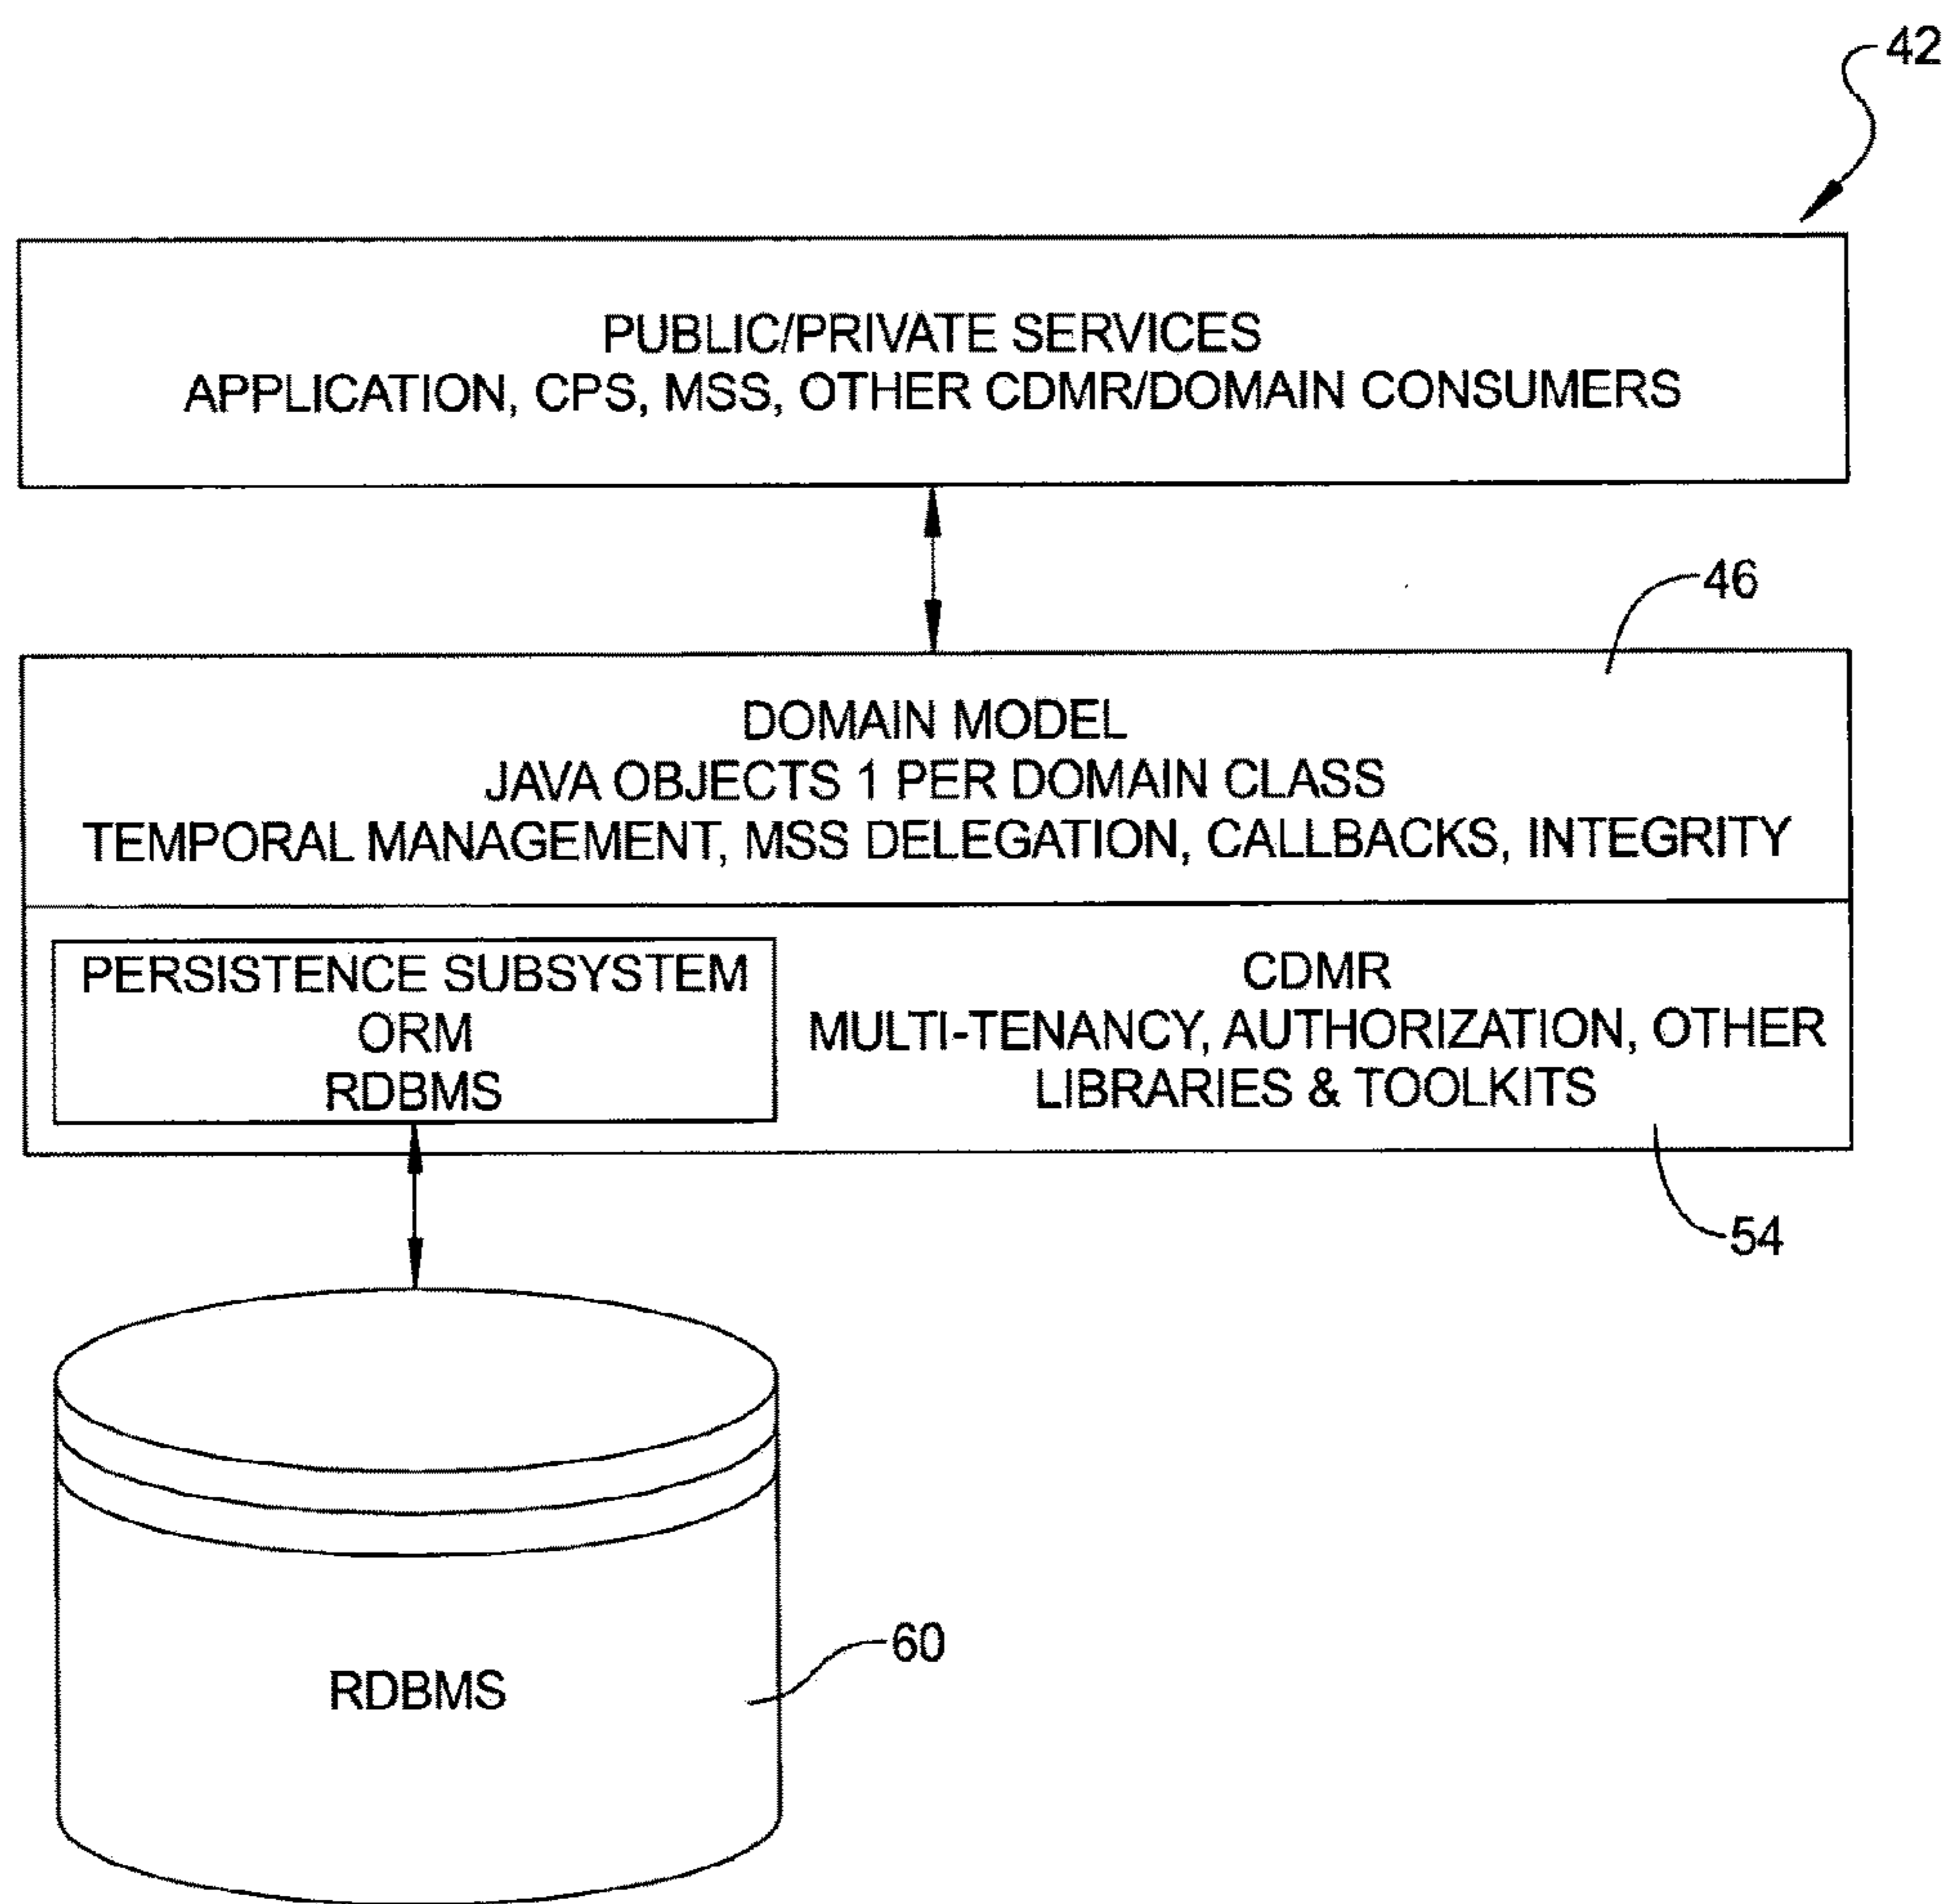 42
PUBLIC/PRIVATE SERVICES
APPLICATION, CPS, MSS, OTHER CDMR/DOMAIN CONSUMERS
46
DOMAIN MODEL
JAVA OBJECTS 1 PER DOMAIN CLASS
TEMPORAL MANAGEMENT, MSS DELEGATION, CALLBACKS, INTEGRITY
PERSISTENCE SUBSYSTEM
ORM
RDBMS
CDMR
MULTI-TENANCY, AUTHORIZATION, OTHER
LIBRARIES & TOOLKITS
54
60
RDBMS